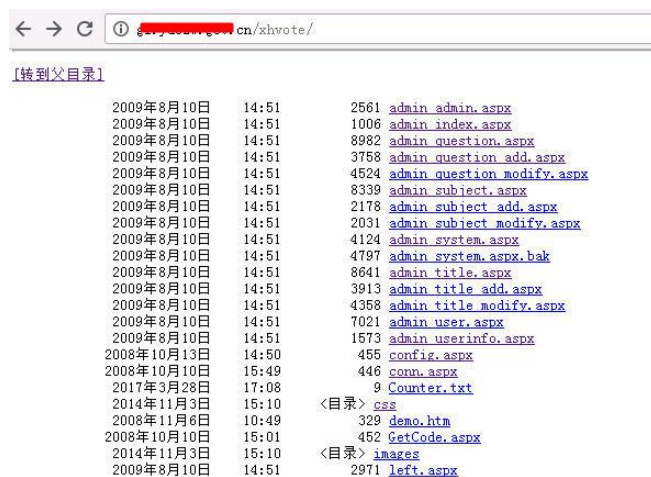 cn/xhvote/
[转到父目录]
2009年8月10日 14:51 2561 admin_admin.aspx
2009年8月10日 14:51 1006 admin_index.aspx
2009年8月10日 14:51 8982 admin_question.aspx
2009年8月10日 14:51 3758 admin_question_add.aspx
2009年8月10日 14:51 4524 admin_question_modify.aspx
2009年8月10日 14:51 8339 admin_subject.aspx
2009年8月10日 14:51 2178 admin_subject_add.aspx
2009年8月10日 14:51 2031 admin_subject_modify.aspx
2009年8月10日 14:51 4124 admin_system.aspx
2009年8月10日 14:51 4797 admin_system.aspx.bak
2009年8月10日 14:51 8641 admin_title.aspx
2009年8月10日 14:51 3913 admin_title_add.aspx
2009年8月10日 14:51 4358 admin_title_modify.aspx
2009年8月10日 14:51 7021 admin_user.aspx
2009年8月10日 14:51 1573 admin_userinfo.aspx
2008年10月13日 14:50 455 config.aspx
2008年10月10日 15:49 446 conn.aspx
2017年3月28日 17:08 9 Counter.txt
2014年11月3日 15:10 <目录> css
2008年11月6日 10:49 329 demo.htm
2008年10月10日 15:01 452 GetCode.aspx
2014年11月3日 15:10 <目录> images
2009年8月10日 14:51 2971 left.aspx